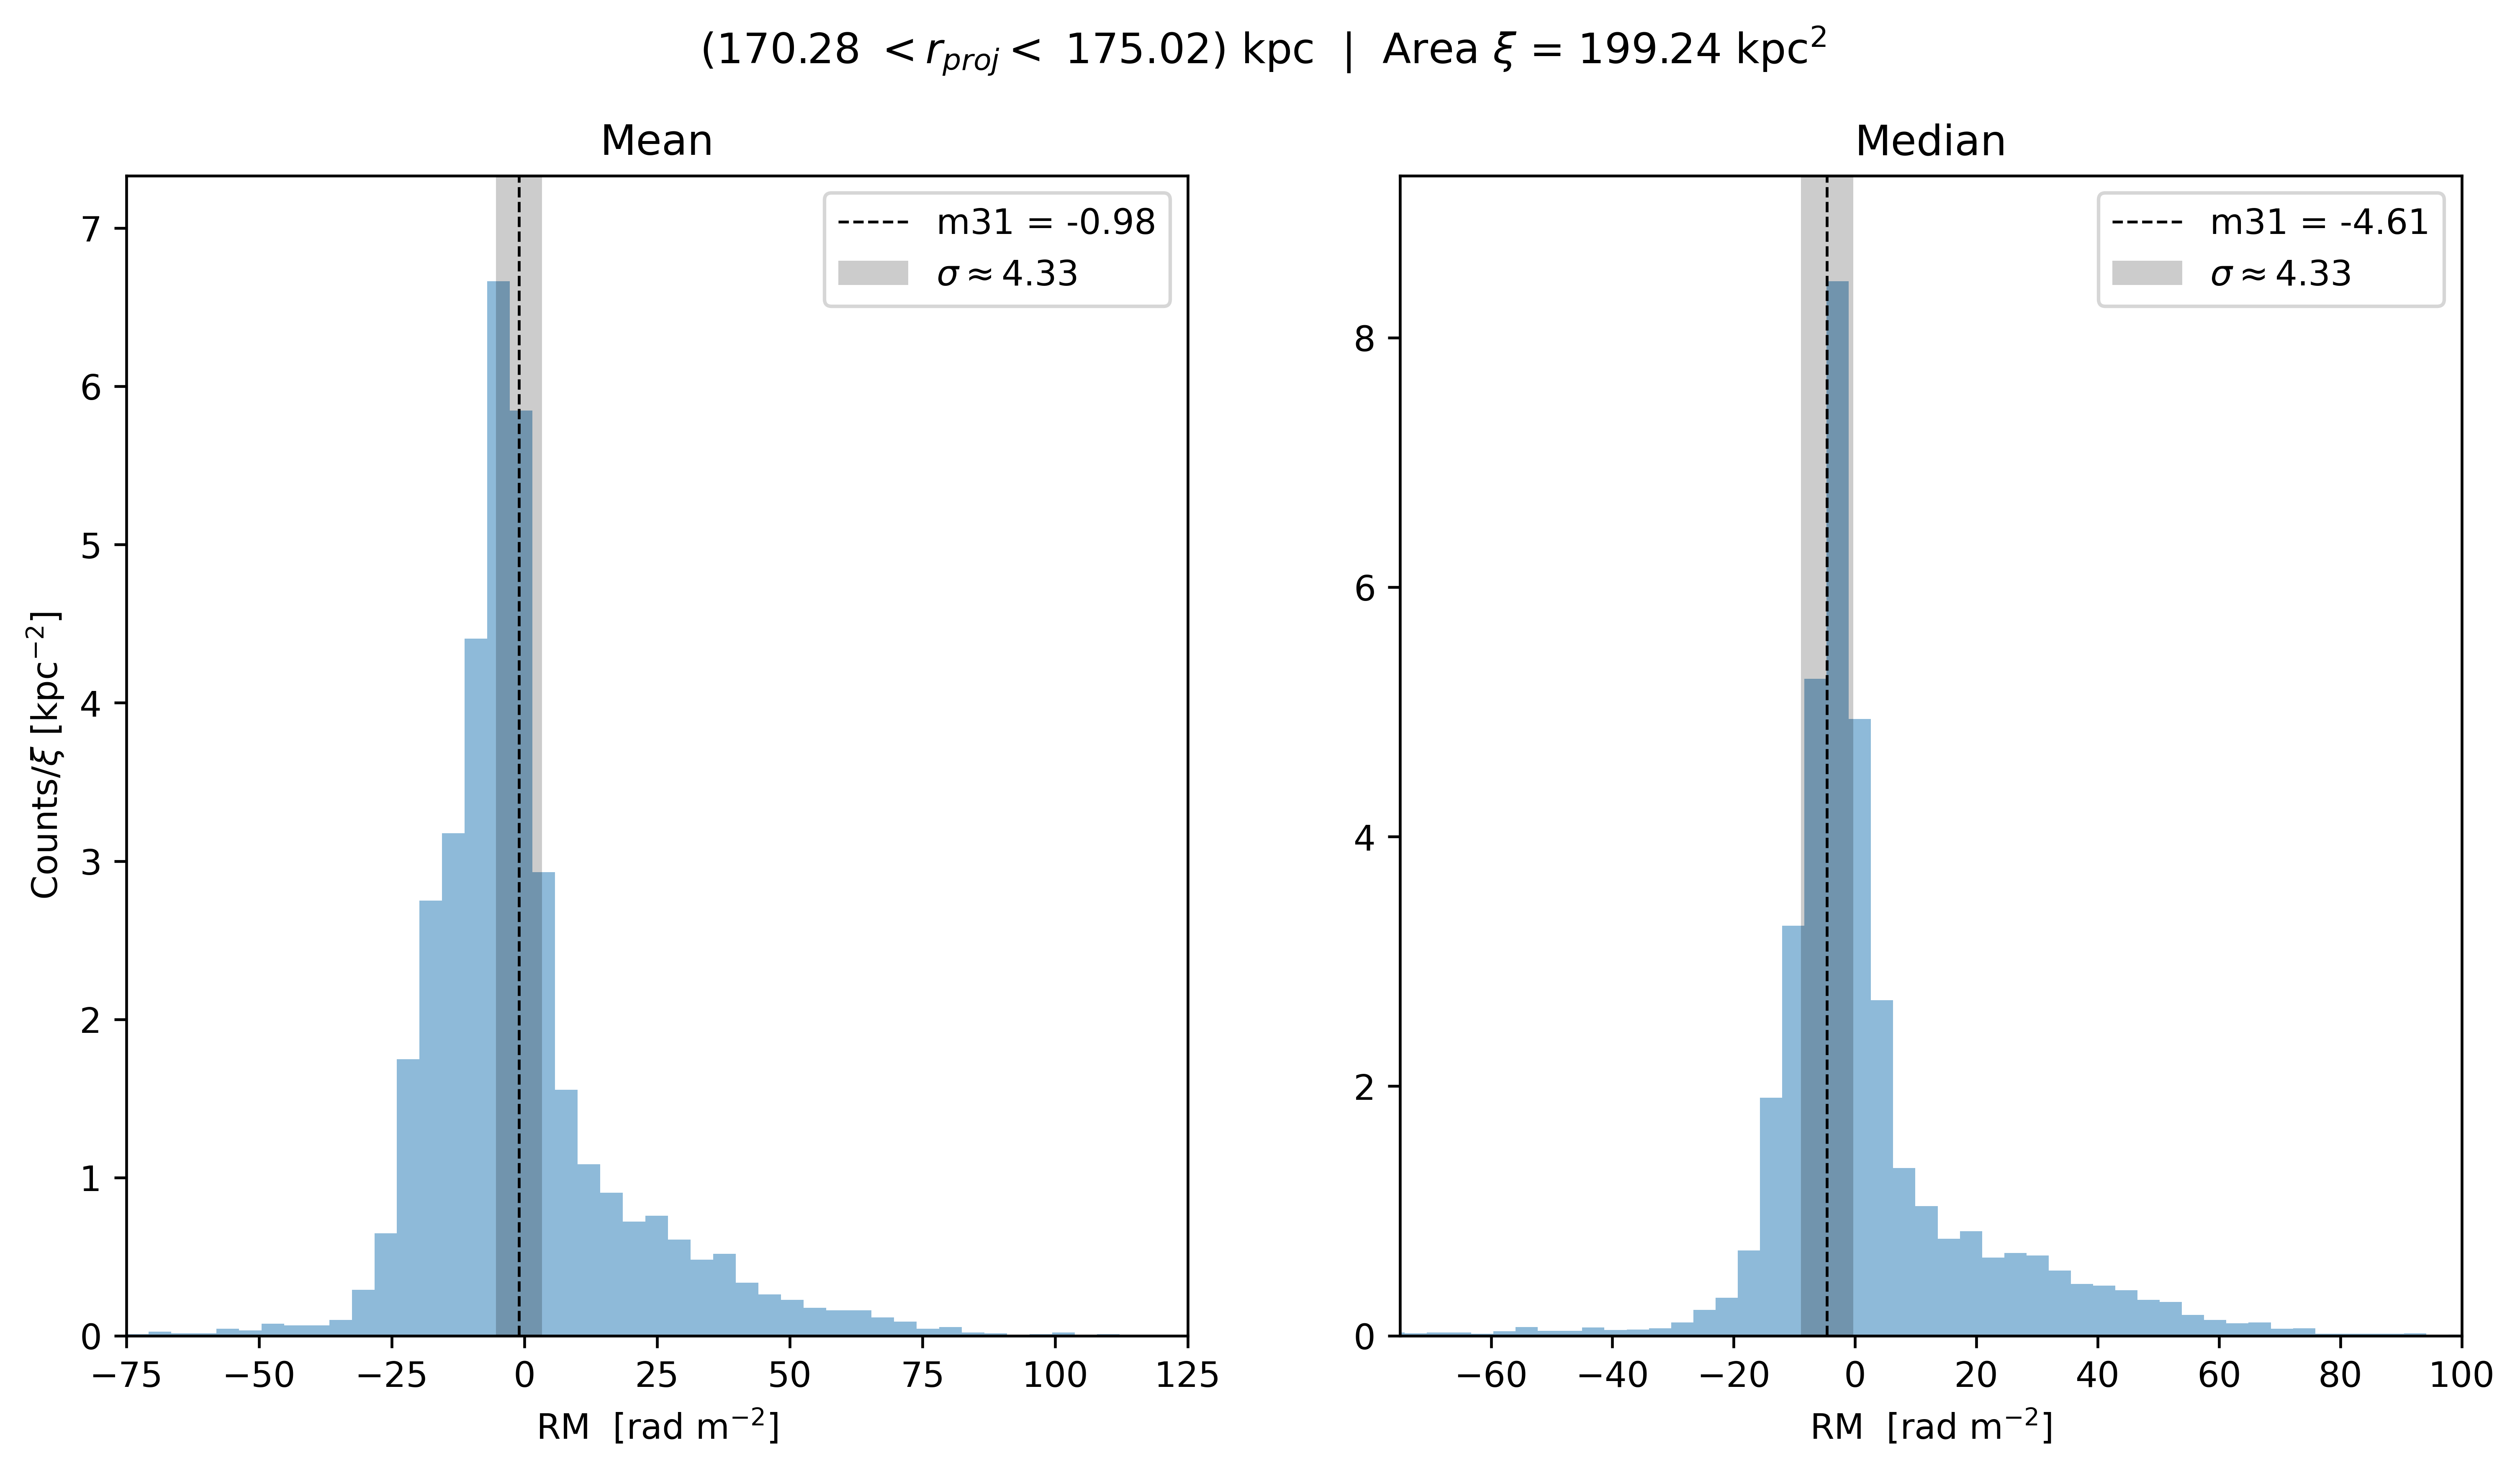 (170.28 < r_proj < 175.02) kpc | Area ξ = 199.24 kpc²
Mean
m31 = -0.98
σ ≈ 4.33
7
6
5
4
3
2
1
0
Counts/ξ [kpc⁻²]
−75 −50 −25 0 25 50 75 100 125
RM [rad m⁻²]
Median
m31 = -4.61
σ ≈ 4.33
8
6
4
2
0
−60 −40 −20 0 20 40 60 80 100
RM [rad m⁻²]